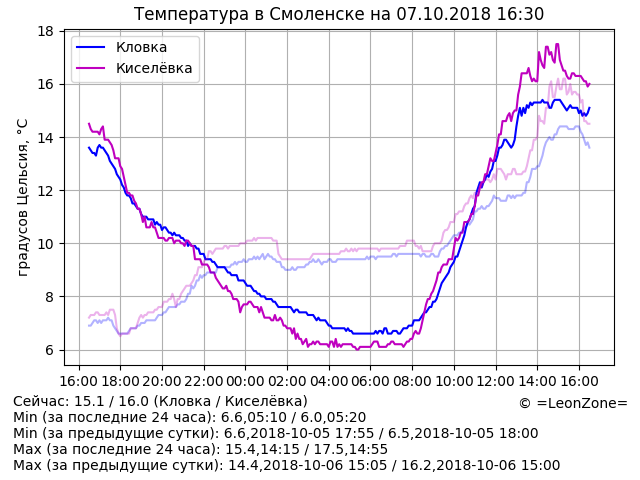 Температура в Смоленске на 07.10.2018 16:30
Кловка
Киселёвка
градусов Цельсия, °C
18
16
14
12
10
8
6
16:00 18:00 20:00 22:00 00:00 02:00 04:00 06:00 08:00 10:00 12:00 14:00 16:00
Сейчас: 15.1 / 16.0 (Кловка / Киселёвка)
© =LeonZone=
Min (за последние 24 часа): 6.6,05:10 / 6.0,05:20
Min (за предыдущие сутки): 6.6,2018-10-05 17:55 / 6.5,2018-10-05 18:00
Max (за последние 24 часа): 15.4,14:15 / 17.5,14:55
Max (за предыдущие сутки): 14.4,2018-10-06 15:05 / 16.2,2018-10-06 15:00